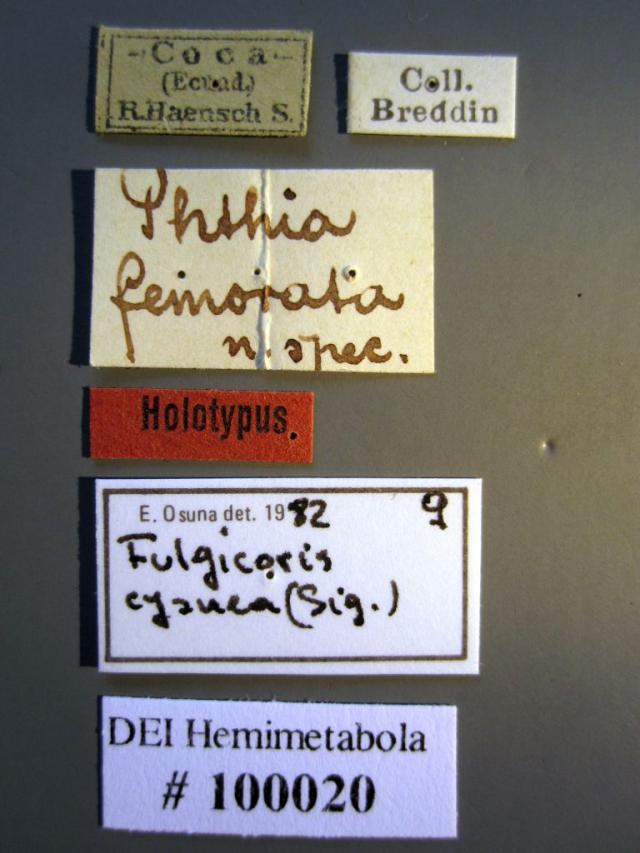 - Coca -
(Ecuad.)
R. Haensch S.
Coll.
Breddin
Phthia
femorata
n. spec.
Holotypus.
E. Osuna det. 1982 ♀
Fulgicoris
cyanea (Sig.)
DEI Hemimetabola
# 100020